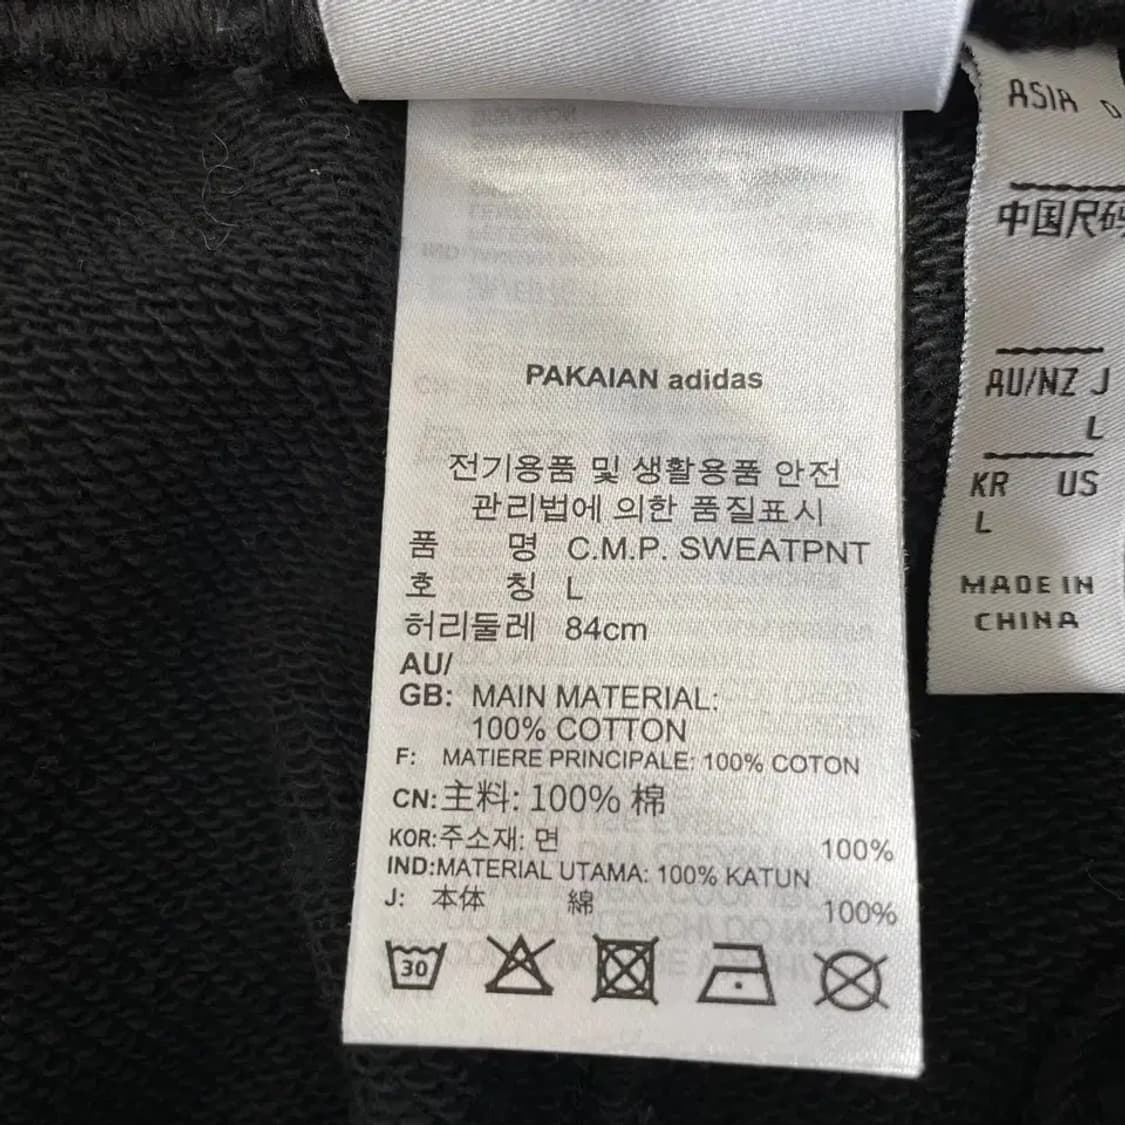 PAKAIAN adidas
전기용품 및 생활용품 안전
관리법에 의한 품질표시
품 명 C.M.P. SWEATPNT
호 칭 L
허리둘레 84cm
AU/
GB: MAIN MATERIAL:
100% COTTON
F: MATIERE PRINCIPALE: 100% COTON
CN: 主料: 100% 棉
KOR: 주소재: 면 100%
IND: MATERIAL UTAMA: 100% KATUN
J: 本体 綿 100%
30
ASIA
中国尺码
AU/NZ J
L
KR US
L
MADE IN
CHINA